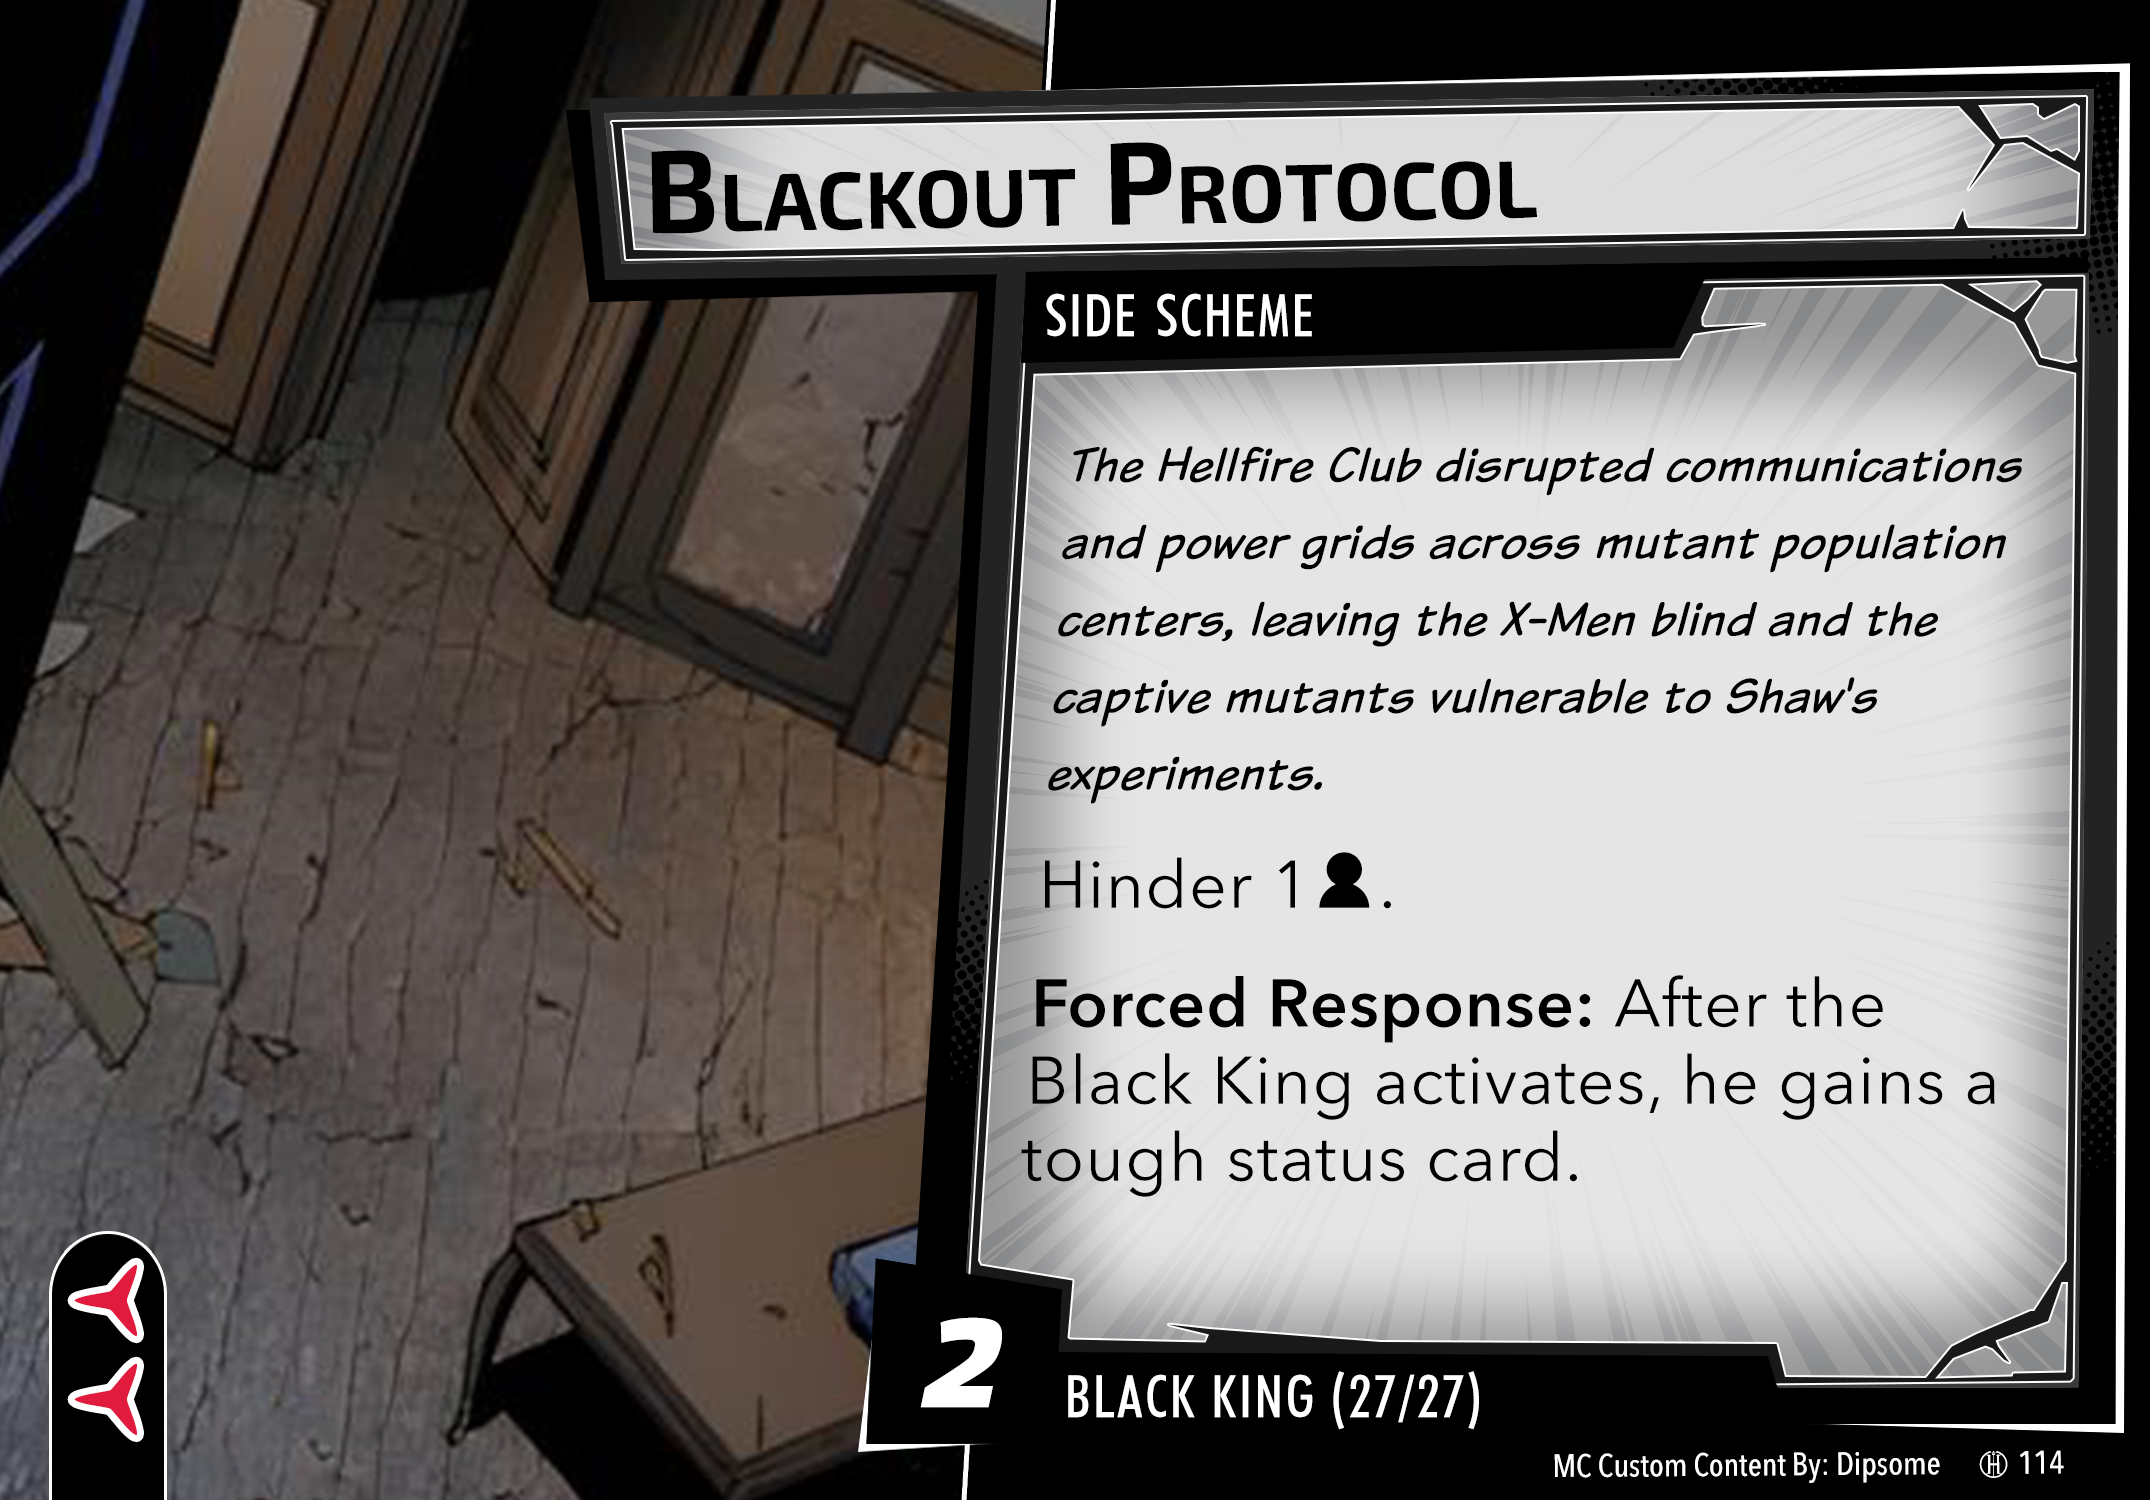 Blackout Protocol
SIDE SCHEME
The Hellfire Club disrupted communications
and power grids across mutant population
centers, leaving the X-Men blind and the
captive mutants vulnerable to Shaw's
experiments.
Hinder 1.
Forced Response: After the
Black King activates, he gains a
tough status card.
2
BLACK KING (27/27)
MC Custom Content By: Dipsome H 114